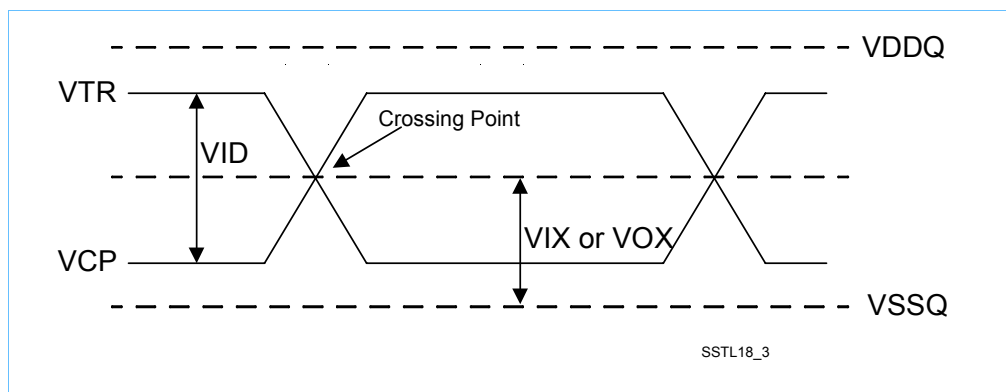 VDDQ
VTR
Crossing Point
VID
VIX or VOX
VCP
VSSQ
SSTL18_3